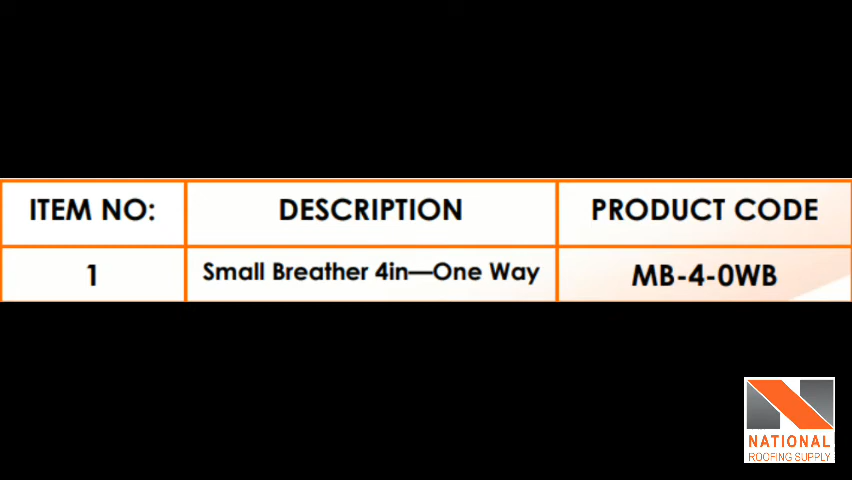 ITEM NO: DESCRIPTION PRODUCT CODE
1 Small Breather 4in—One Way MB-4-0WB
NATIONAL
ROOFING SUPPLY